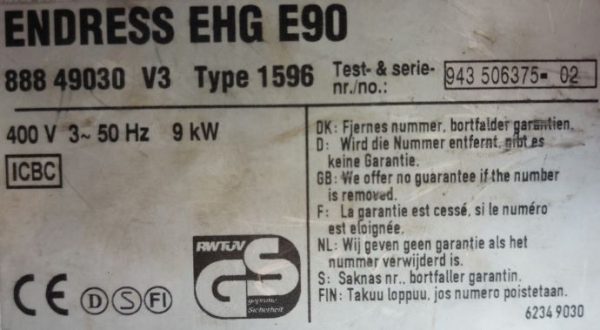 ENDRESS EHG E90
888 49030 V3 Type 1596 Test- & serie-
nr./no.:
943 506375- 02
400 V 3~ 50 Hz 9 kW
ICBC
DK: Fjernes nummer, bortfalder garantien.
D: Wird die Nummer entfernt, gibt es
keine Garantie.
GB: We offer no guarantee if the number
is removed.
F: La garantie est cessé, si le numéro
est eloignée.
NL: Wij geven geen garantie als het
nummer verwijderd is.
S: Saknas nr., bortfaller garantin.
FIN: Takuu loppuu, jos numero poistetaan.
CE D S FI
RWTÜV
GS
geprüfte
Sicherheit
6234 9030